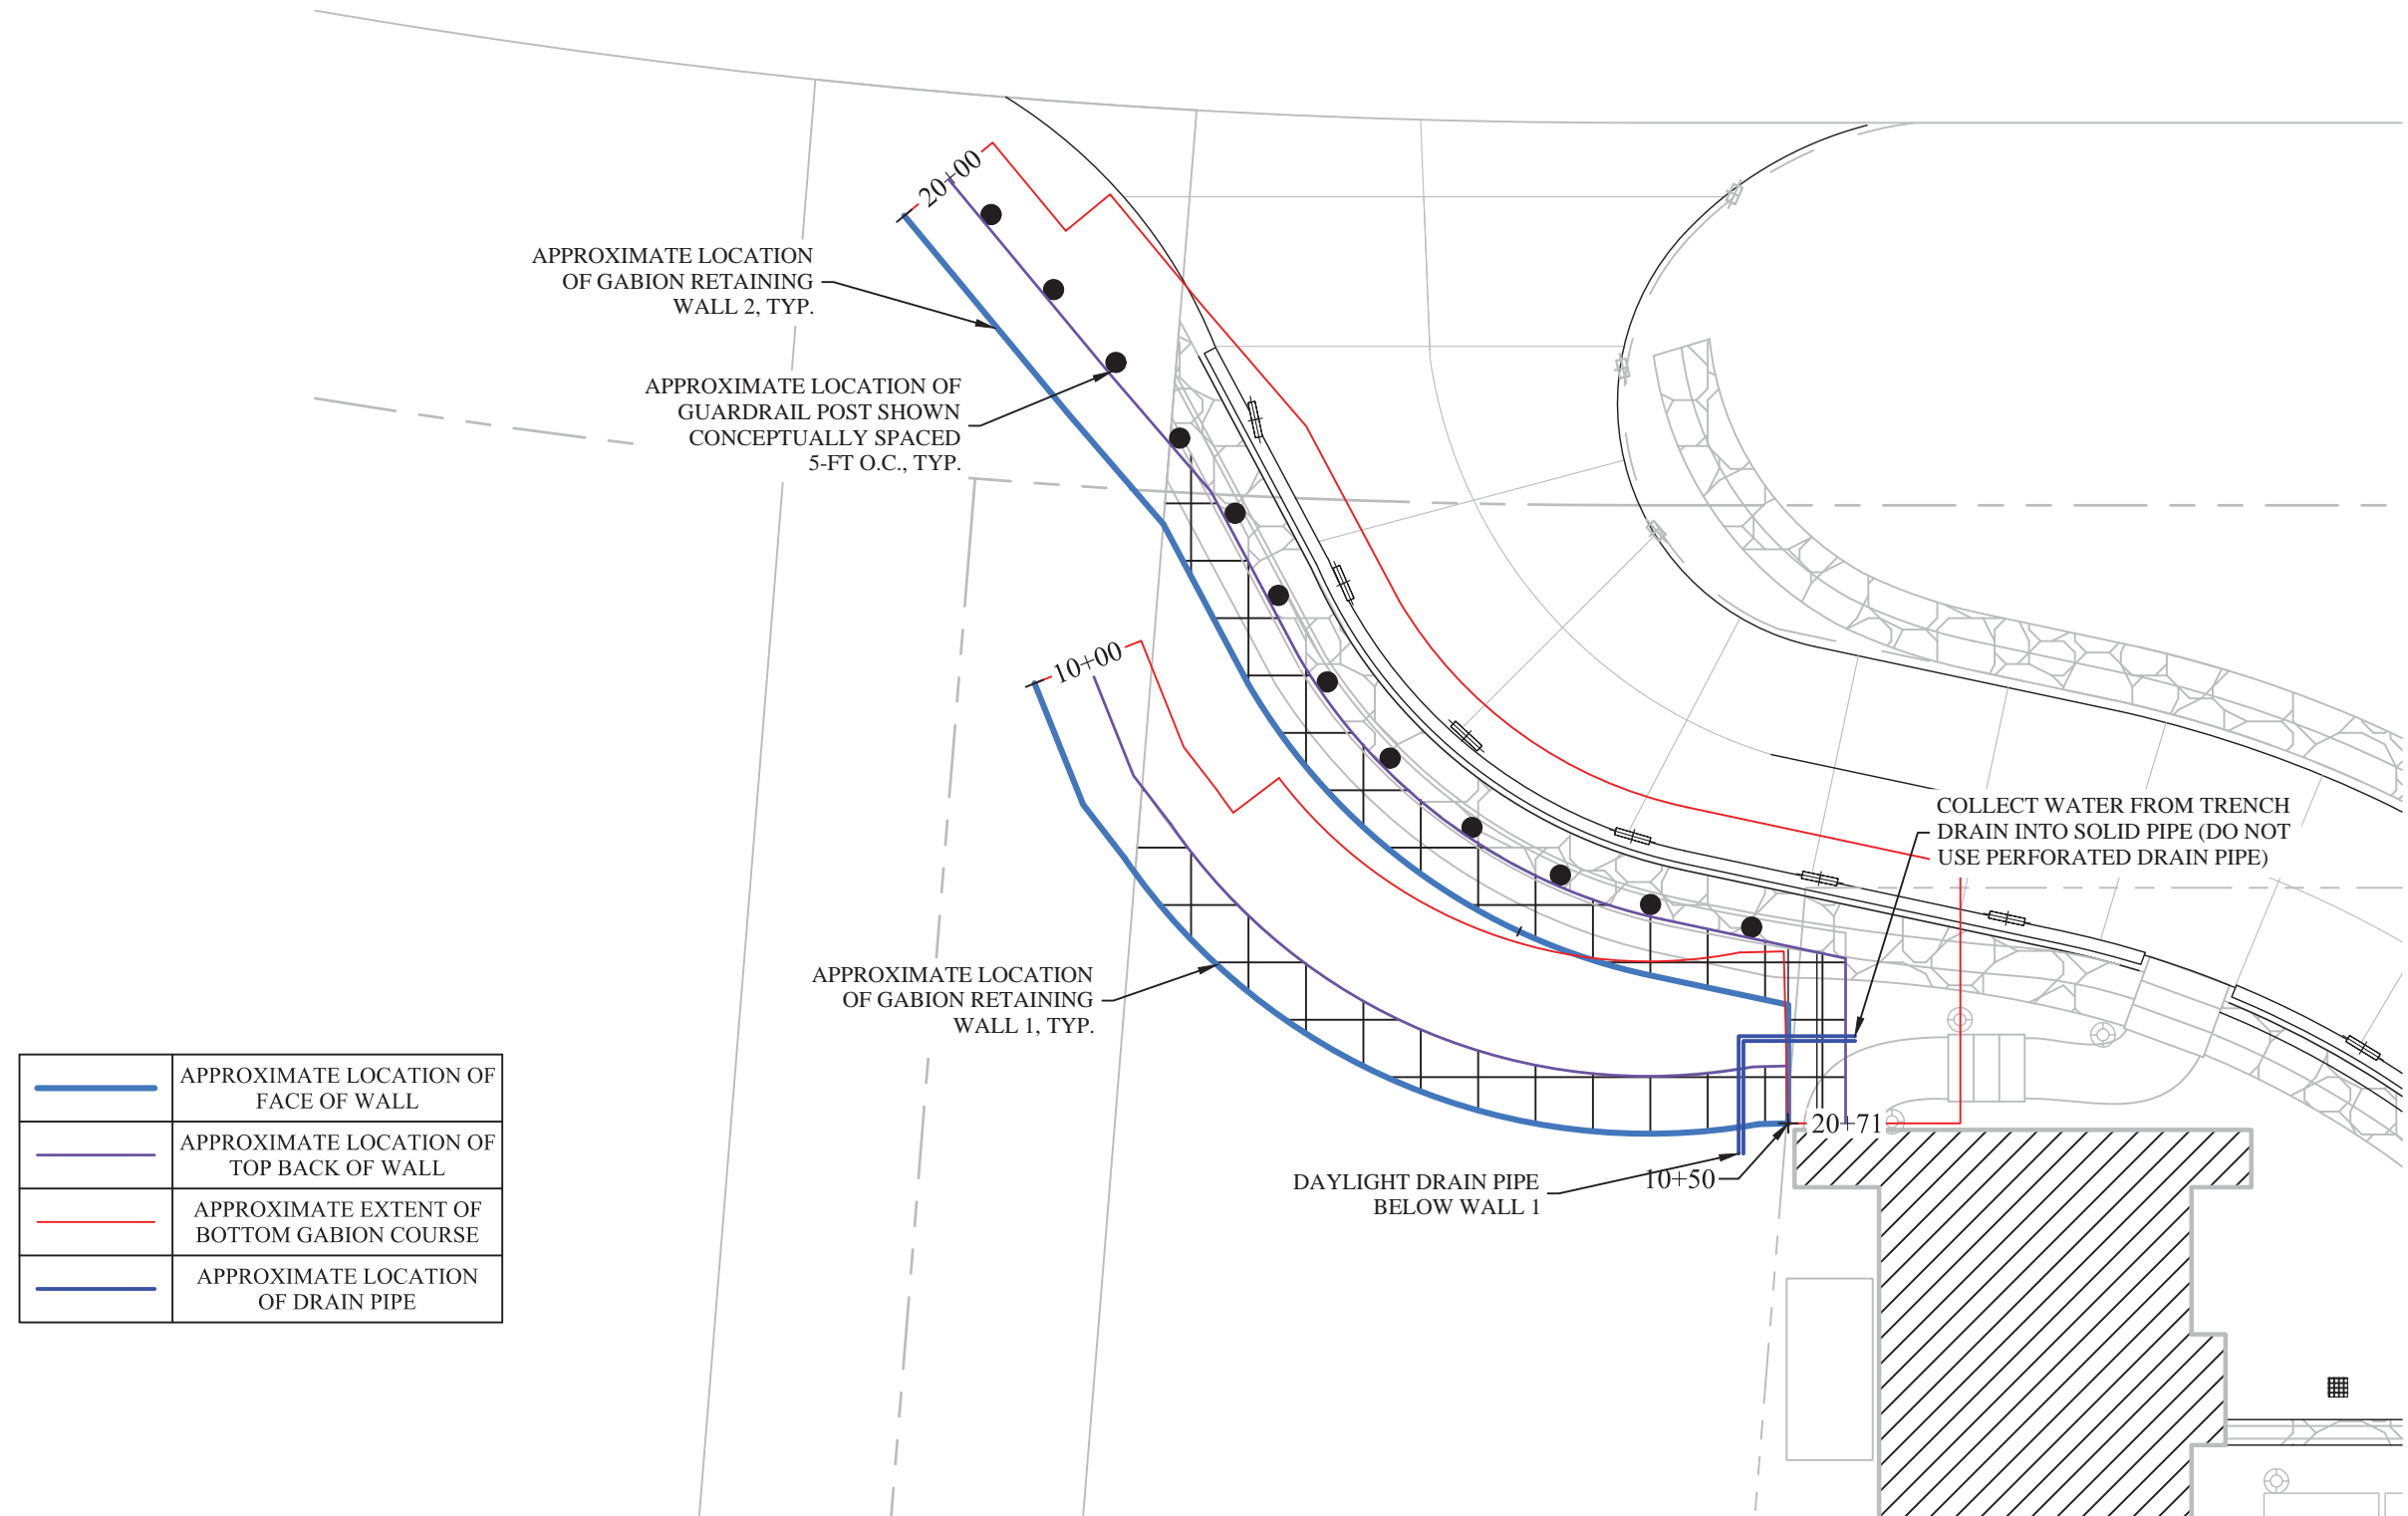 20+00
APPROXIMATE LOCATION
OF GABION RETAINING
WALL 2, TYP.
APPROXIMATE LOCATION OF
GUARDRAIL POST SHOWN
CONCEPTUALLY SPACED
5-FT O.C., TYP.
10+00
COLLECT WATER FROM TRENCH
DRAIN INTO SOLID PIPE (DO NOT
USE PERFORATED DRAIN PIPE)
APPROXIMATE LOCATION
OF GABION RETAINING
WALL 1, TYP.
20+71
10+50
DAYLIGHT DRAIN PIPE
BELOW WALL 1
APPROXIMATE LOCATION OF
FACE OF WALL
APPROXIMATE LOCATION OF
TOP BACK OF WALL
APPROXIMATE EXTENT OF
BOTTOM GABION COURSE
APPROXIMATE LOCATION
OF DRAIN PIPE